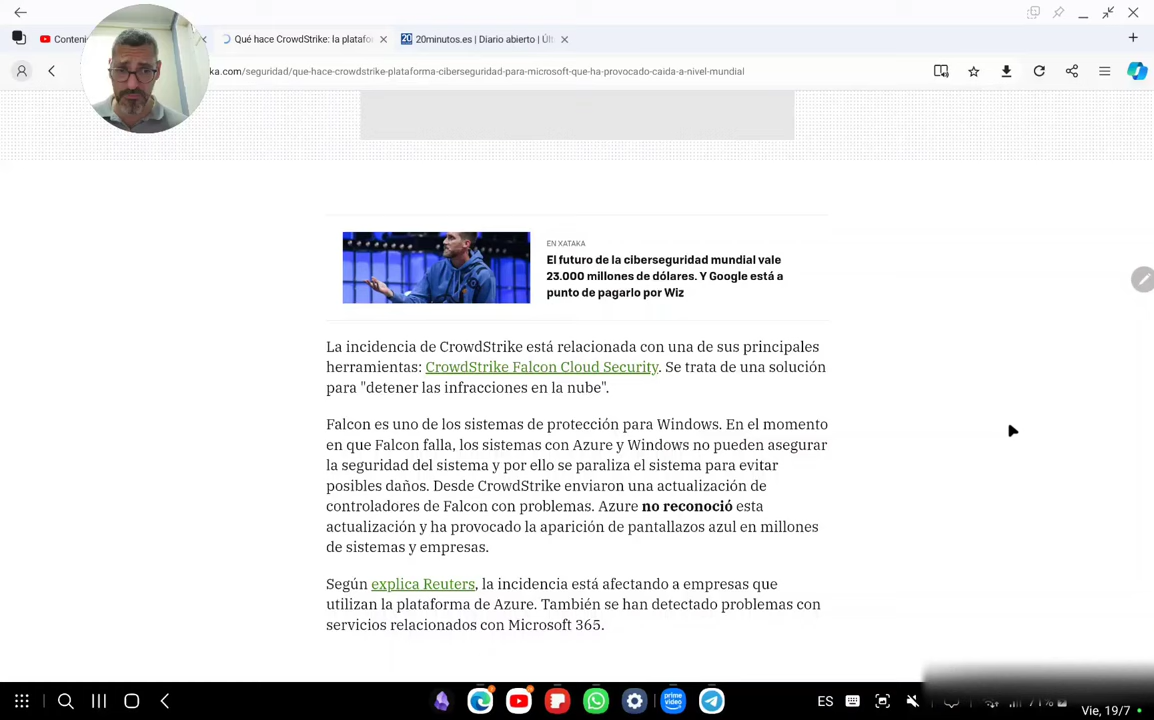 Conteni
Qué hace CrowdStrike: la platafo
20minutos.es | Diario abierto | Últ
ka.com/seguridad/que-hace-crowdstrike-plataforma-ciberseguridad-para-microsoft-que-ha-provocado-caida-a-nivel-mundial
EN XATAKA
El futuro de la ciberseguridad mundial vale
23.000 millones de dólares. Y Google está a
punto de pagarlo por Wiz
La incidencia de CrowdStrike está relacionada con una de sus principales
herramientas: CrowdStrike Falcon Cloud Security. Se trata de una solución
para "detener las infracciones en la nube".
Falcon es uno de los sistemas de protección para Windows. En el momento
en que Falcon falla, los sistemas con Azure y Windows no pueden asegurar
la seguridad del sistema y por ello se paraliza el sistema para evitar
posibles daños. Desde CrowdStrike enviaron una actualización de
controladores de Falcon con problemas. Azure no reconoció esta
actualización y ha provocado la aparición de pantallazos azul en millones
de sistemas y empresas.
Según explica Reuters, la incidencia está afectando a empresas que
utilizan la plataforma de Azure. También se han detectado problemas con
servicios relacionados con Microsoft 365.
prime video
ES
71%
Vie, 19/7